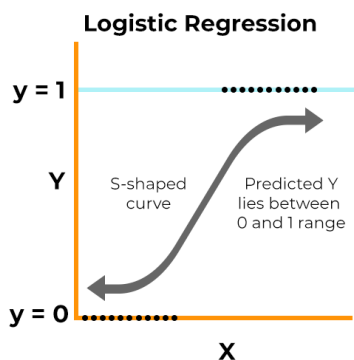 Logistic Regression
y = 1
Y
S-shaped
curve
Predicted Y
lies between
0 and 1 range
y = 0
X